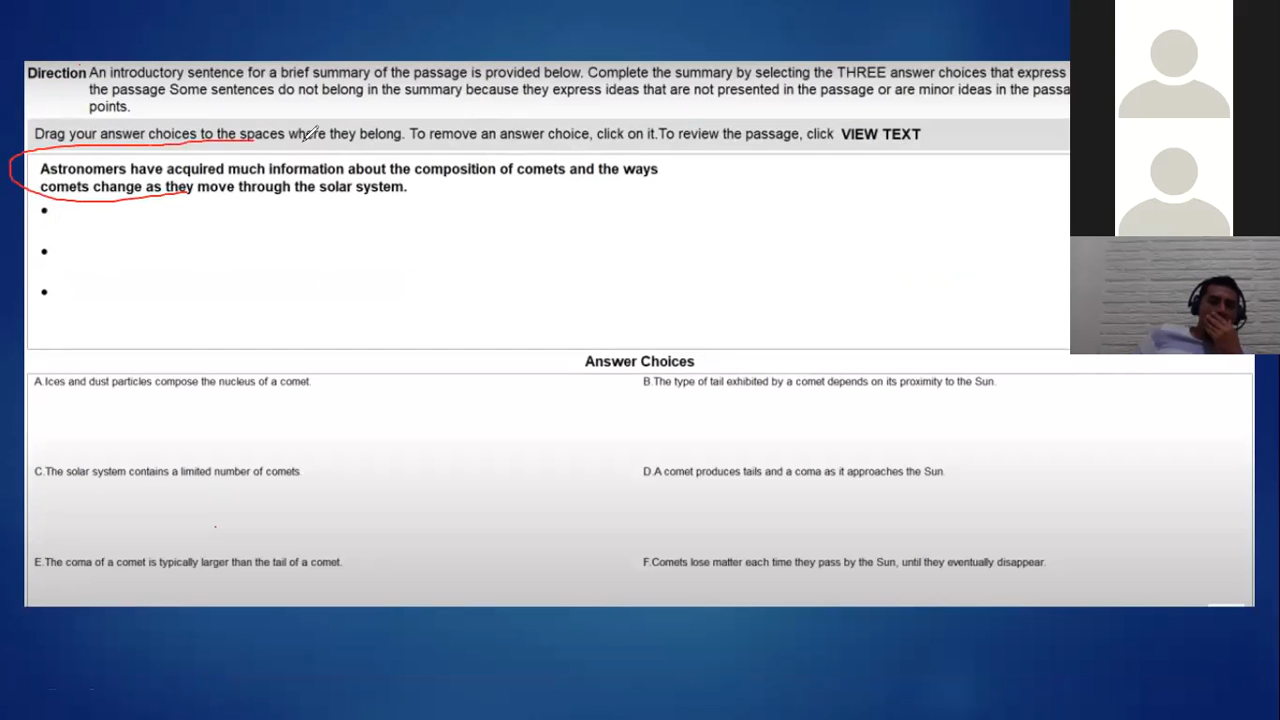 Direction An introductory sentence for a brief summary of the passage is provided below. Complete the summary by selecting the THREE answer choices that express
the passage Some sentences do not belong in the summary because they express ideas that are not presented in the passage or are minor ideas in the passa
points.
Drag your answer choices to the spaces where they belong. To remove an answer choice, click on it.To review the passage, click VIEW TEXT
Astronomers have acquired much information about the composition of comets and the ways
comets change as they move through the solar system.
Answer Choices
A.Ices and dust particles compose the nucleus of a comet.
B.The type of tail exhibited by a comet depends on its proximity to the Sun.
C.The solar system contains a limited number of comets
D.A comet produces tails and a coma as it approaches the Sun.
E.The coma of a comet is typically larger than the tail of a comet.
F.Comets lose matter each time they pass by the Sun, until they eventually disappear.